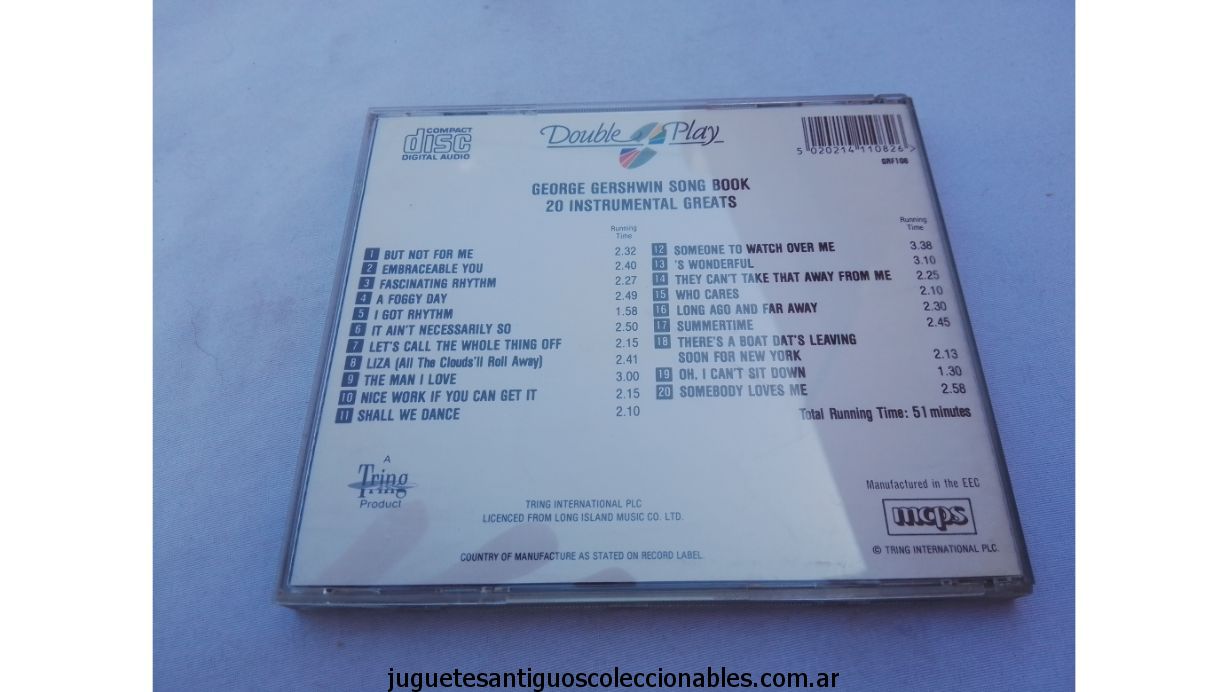 COMPACT
disc
DIGITAL AUDIO
Double Play
5 020214 110826 >
GRF106
GEORGE GERSHWIN SONG BOOK
20 INSTRUMENTAL GREATS
Running
Time
1 BUT NOT FOR ME 2.32
2 EMBRACEABLE YOU 2.40
3 FASCINATING RHYTHM 2.27
4 A FOGGY DAY 2.49
5 I GOT RHYTHM 1.58
6 IT AIN'T NECESSARILY SO 2.50
7 LET'S CALL THE WHOLE THING OFF 2.15
8 LIZA (All The Clouds'll Roll Away) 2.41
9 THE MAN I LOVE 3.00
10 NICE WORK IF YOU CAN GET IT 2.15
11 SHALL WE DANCE 2.10
Running
Time
12 SOMEONE TO WATCH OVER ME 3.38
13 'S WONDERFUL 3.10
14 THEY CAN'T TAKE THAT AWAY FROM ME 2.25
15 WHO CARES 2.10
16 LONG AGO AND FAR AWAY 2.30
17 SUMMERTIME 2.45
18 THERE'S A BOAT DAT'S LEAVING
SOON FOR NEW YORK 2.13
19 OH, I CAN'T SIT DOWN 1.30
20 SOMEBODY LOVES ME 2.58
Total Running Time: 51 minutes
A
Tring
Product
TRING INTERNATIONAL PLC
LICENCED FROM LONG ISLAND MUSIC CO. LTD.
COUNTRY OF MANUFACTURE AS STATED ON RECORD LABEL.
Manufactured in the EEC
mcps
© TRING INTERNATIONAL PLC.
juguetesantiguoscoleccionables.com.ar